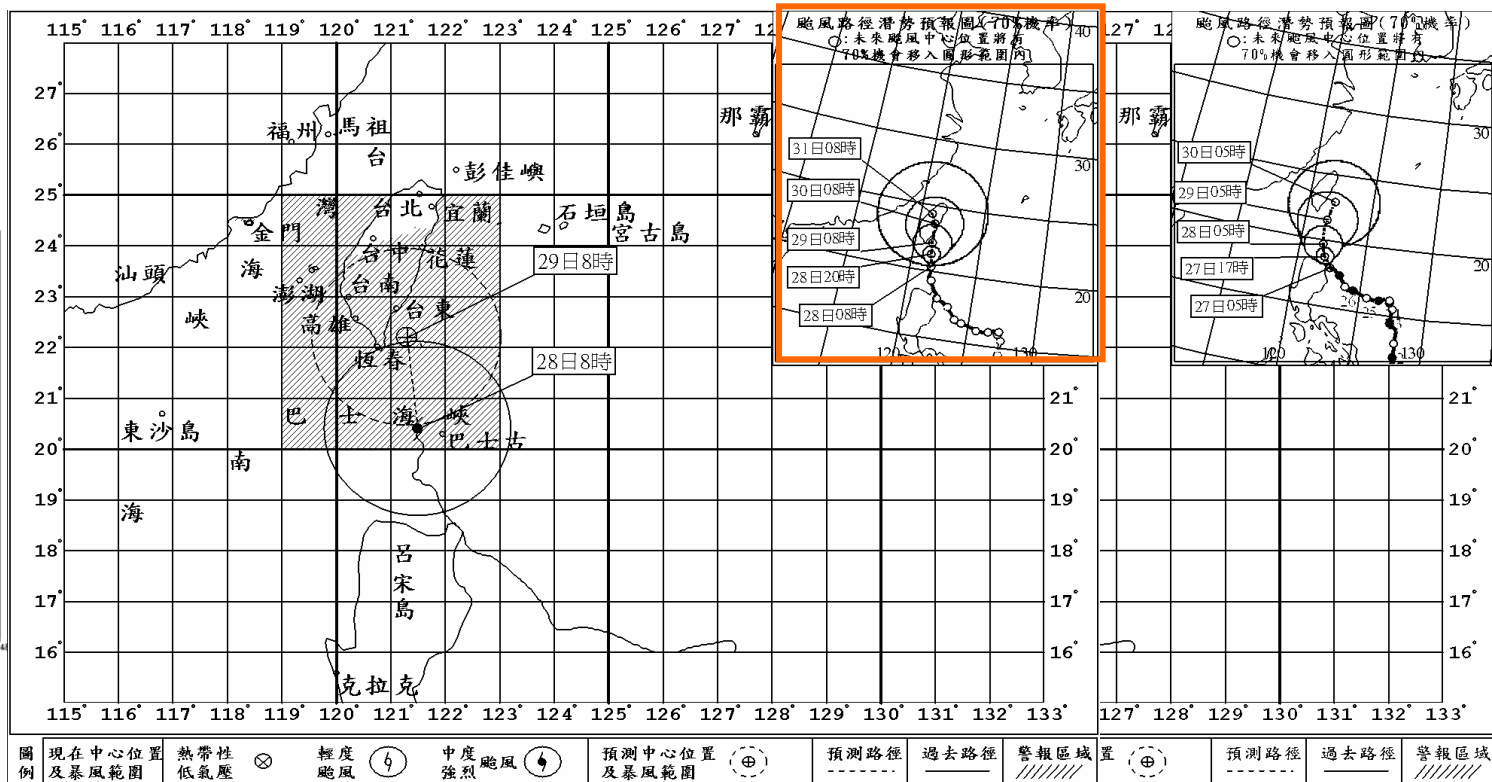 115° 116° 117° 118° 119° 120° 121° 122° 123° 124° 125° 126° 127°
颱風路徑潛勢預報圖(70%機率)
○:未來颱風中心位置將有
70%機會移入圓形範圍內
40
30
20
120
130
31日08時
30日08時
29日08時
28日20時
28日08時
127°
颱風路徑潛勢預報圖(70%機率)
○:未來颱風中心位置將有
70%機會移入圓形範圍內
30
20
130
30日05時
29日05時
28日05時
27日17時
27日05時
27°
26°
25°
24°
23°
22°
21°
20°
19°
18°
17°
16°
福州
馬祖
台
彭佳嶼
那霸
那霸
灣
台北
宜蘭
石垣島
宮古島
金門
台中
花蓮
29日8時
汕頭
海
澎湖
台南
台東
峽
高雄
恆春
28日8時
巴士海峽
巴士古
東沙島
南
海
呂宋島
克拉克
21°
20°
19°
18°
17°
16°
21°
20°
19°
18°
17°
16°
115° 116° 117° 118° 119° 120° 121° 122° 123° 124° 125° 126° 127° 128° 129° 130° 131° 132° 133° 127° 128° 129° 130° 131° 132° 133°
圖例
現在中心位置及暴風範圍
熱帶性低氣壓
輕度颱風
中度強烈颱風
預測中心位置及暴風範圍
預測路徑
過去路徑
警報區域
置
預測路徑
過去路徑
警報區域